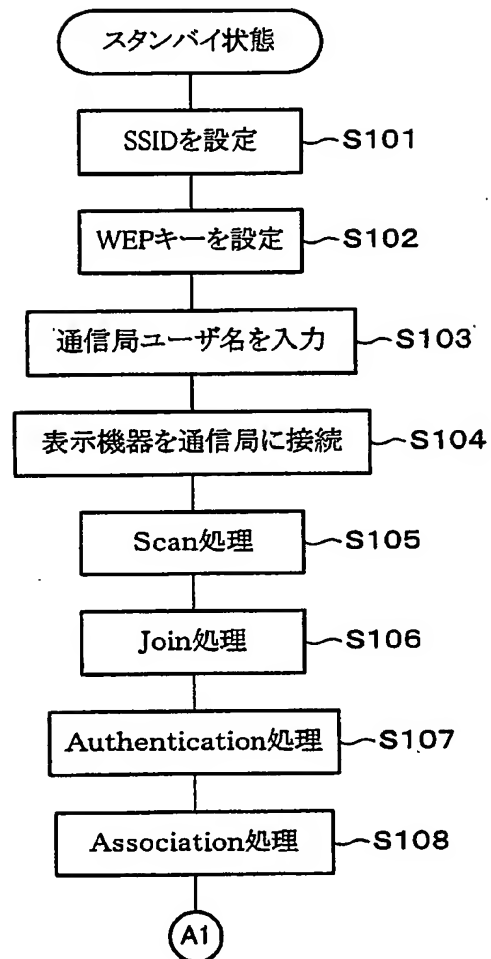 スタンバイ状態
SSIDを設定 S101
WEPキーを設定 S102
通信局ユーザ名を入力 S103
表示機器を通信局に接続 S104
Scan処理 S105
Join処理 S106
Authentication処理 S107
Association処理 S108
A1